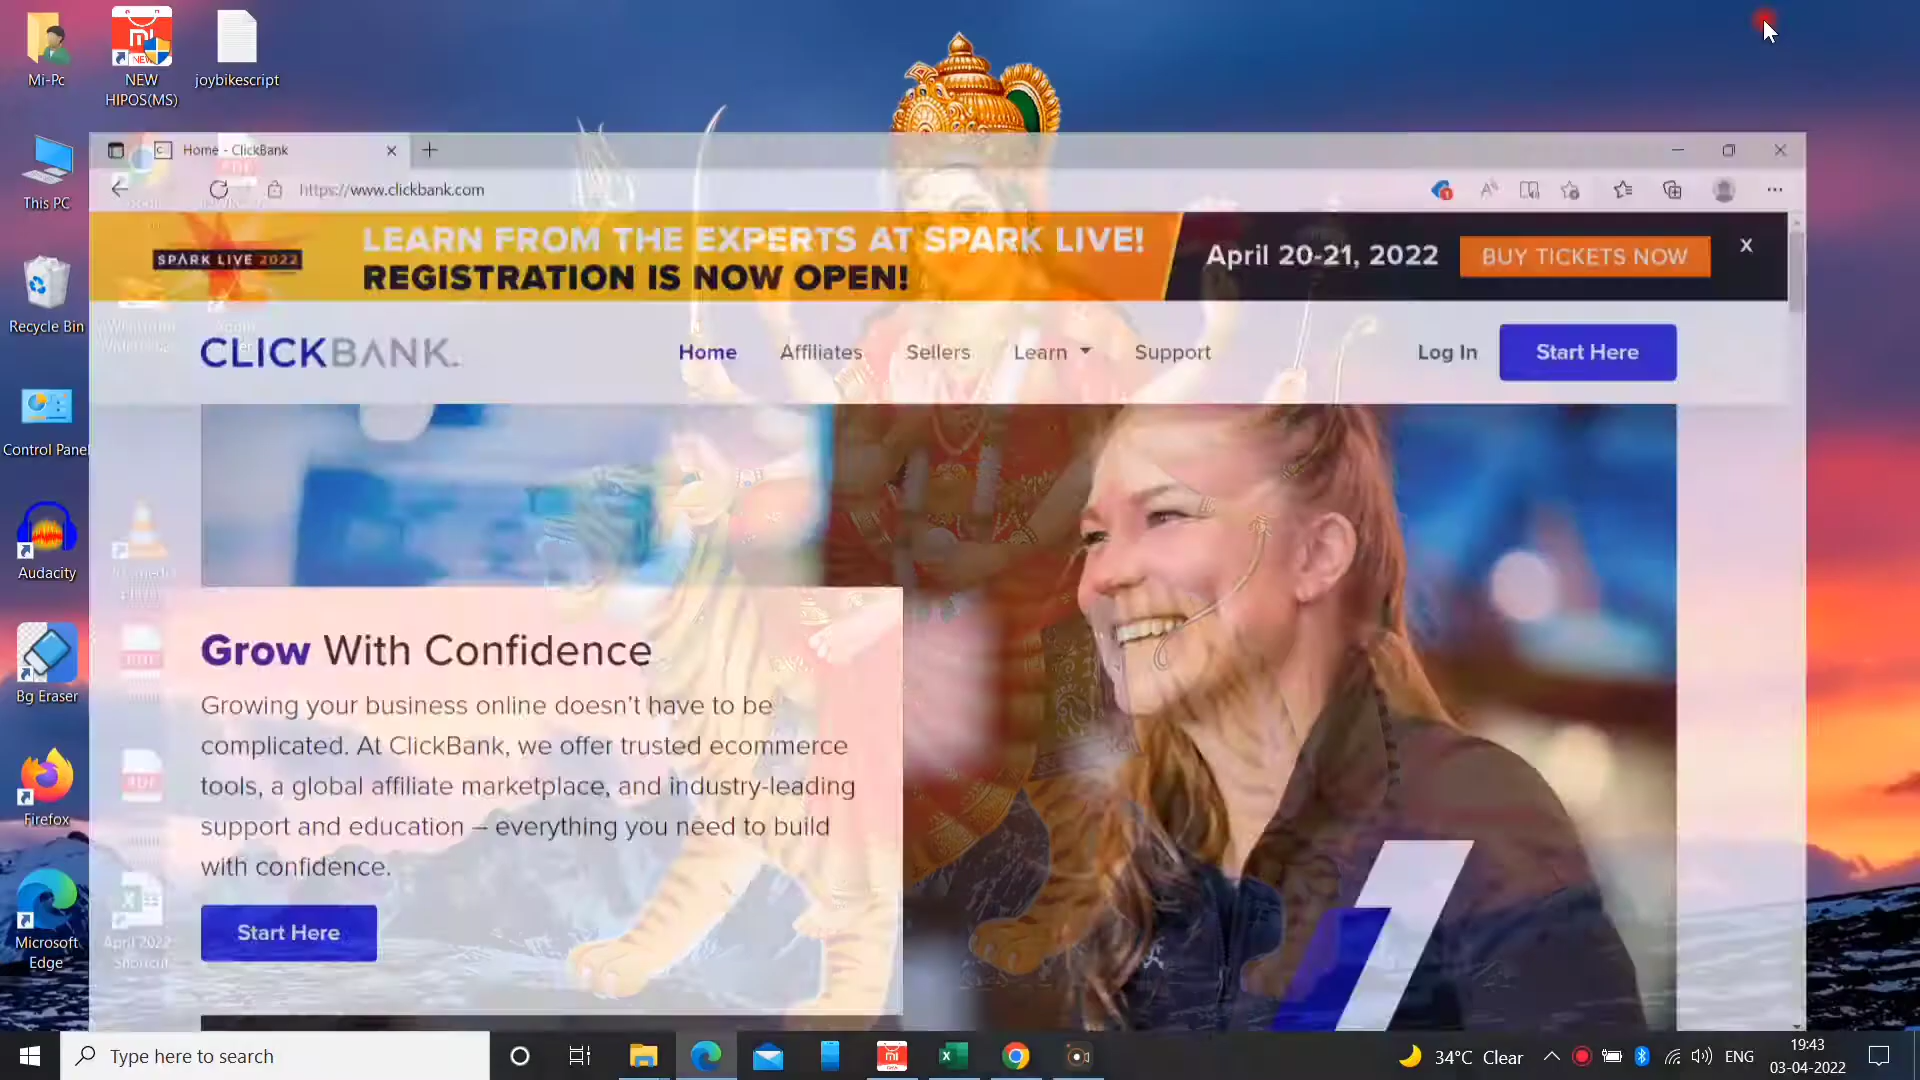 Mi-Pc
NEW
HIPOS(MS)
joybikescript
This PC
Recycle Bin
Control Panel
Audacity
Bg Eraser
Firefox
Microsoft
Edge
April 2022
Shortcut
Home - ClickBank
https://www.clickbank.com
SPARK LIVE 2022
LEARN FROM THE EXPERTS AT SPARK LIVE!
REGISTRATION IS NOW OPEN!
April 20-21, 2022
BUY TICKETS NOW
X
CLICKBANK.
Home
Affiliates
Sellers
Learn
Support
Log In
Start Here
Grow With Confidence
Growing your business online doesn't have to be
complicated. At ClickBank, we offer trusted ecommerce
tools, a global affiliate marketplace, and industry-leading
support and education – everything you need to build
with confidence.
Start Here
Type here to search
34°C Clear
ENG
19:43
03-04-2022